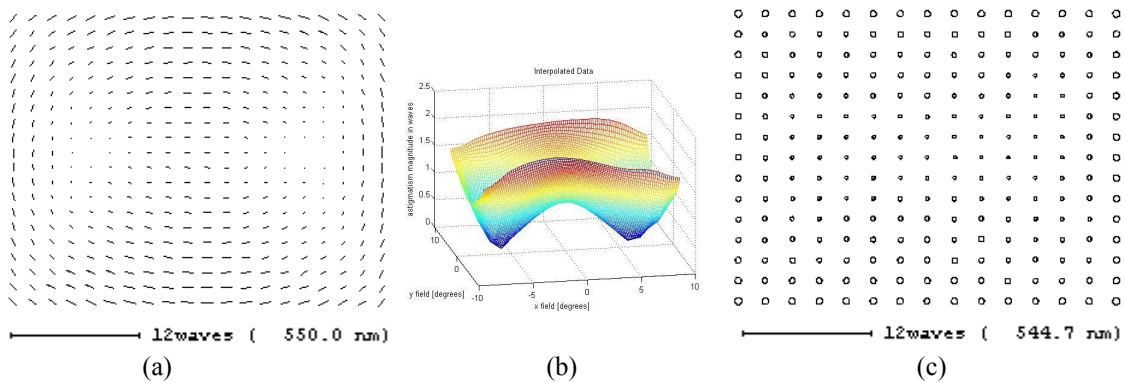 Interpolated Data
astigmatism magnitude in waves
2.5
2
1.5
1
0.5
0
10
0
-10
y field [degrees]
-10
-5
0
5
10
x field [degrees]
12waves ( 550.0 nm)
12waves ( 544.7 nm)
(a)
(b)
(c)